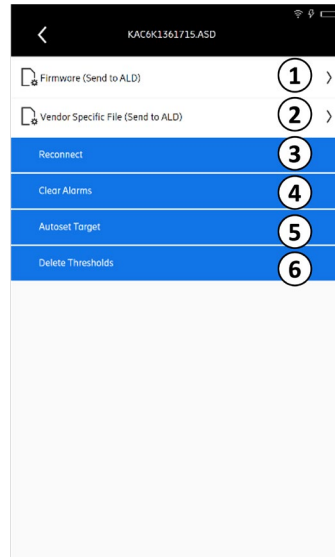 KAC6K1361715.ASD
Firmware (Send to ALD)
1
Vendor Specific File (Send to ALD)
2
Reconnect
3
Clear Alarms
4
Autoset Target
5
Delete Thresholds
6